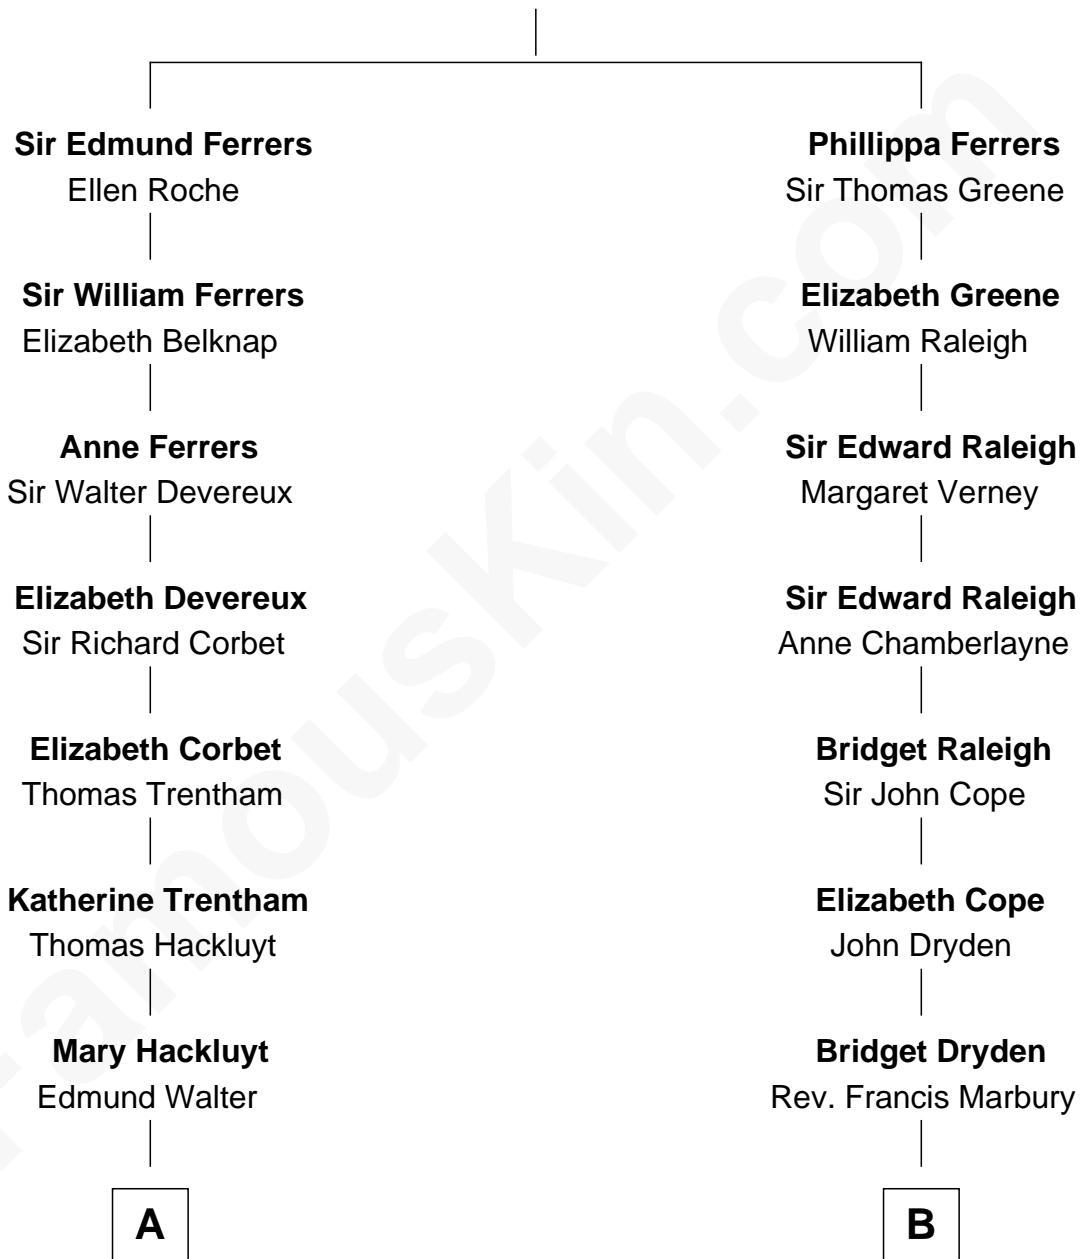 Sir Edmund Ferrers
Ellen Roche
Phillippa Ferrers
Sir Thomas Greene
Sir William Ferrers
Elizabeth Belknap
Elizabeth Greene
William Raleigh
Anne Ferrers
Sir Walter Devereux
Sir Edward Raleigh
Margaret Verney
Elizabeth Devereux
Sir Richard Corbet
Sir Edward Raleigh
Anne Chamberlayne
Elizabeth Corbet
Thomas Trentham
Bridget Raleigh
Sir John Cope
Katherine Trentham
Thomas Hackluyt
Elizabeth Cope
John Dryden
Mary Hackluyt
Edmund Walter
Bridget Dryden
Rev. Francis Marbury
A
B
FamousKin.com